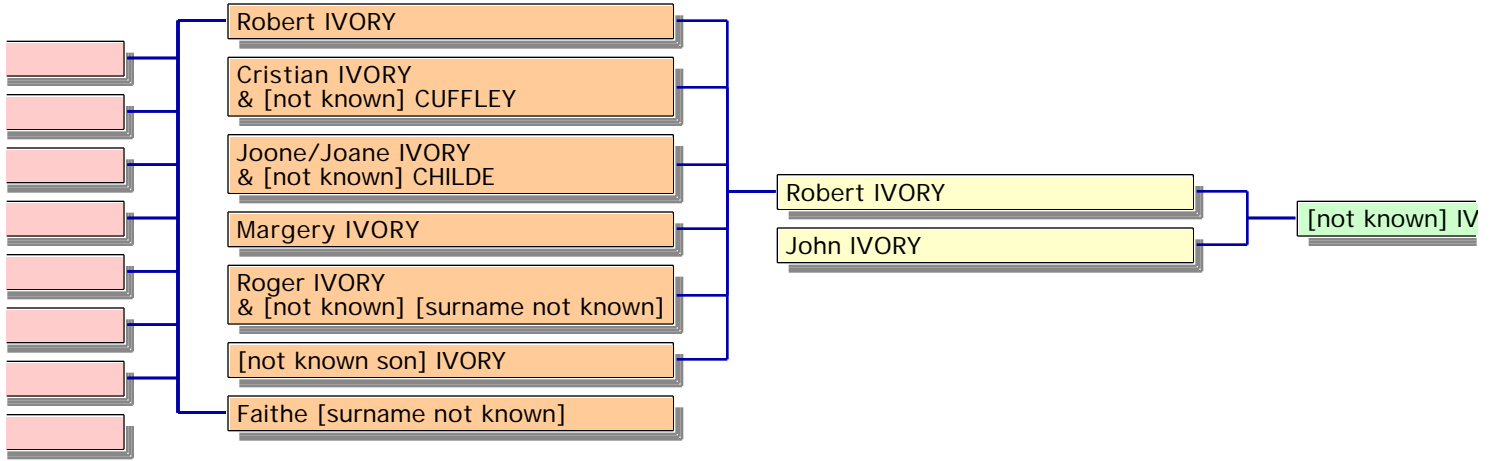 Robert IVORY
Cristian IVORY
& [not known] CUFFLEY
Joone/Joane IVORY
& [not known] CHILDE
Margery IVORY
Roger IVORY
& [not known] [surname not known]
[not known son] IVORY
Faithe [surname not known]
Robert IVORY
John IVORY
[not known] IV